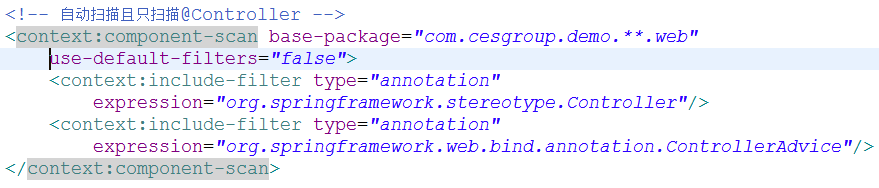 <!-- 自动扫描且只扫描@Controller -->
<context:component-scan base-package="com.cesgroup.demo.**.web"
    use-default-filters="false">
    <context:include-filter type="annotation"
        expression="org.springframework.stereotype.Controller"/>
    <context:include-filter type="annotation"
        expression="org.springframework.web.bind.annotation.ControllerAdvice"/>
</context:component-scan>